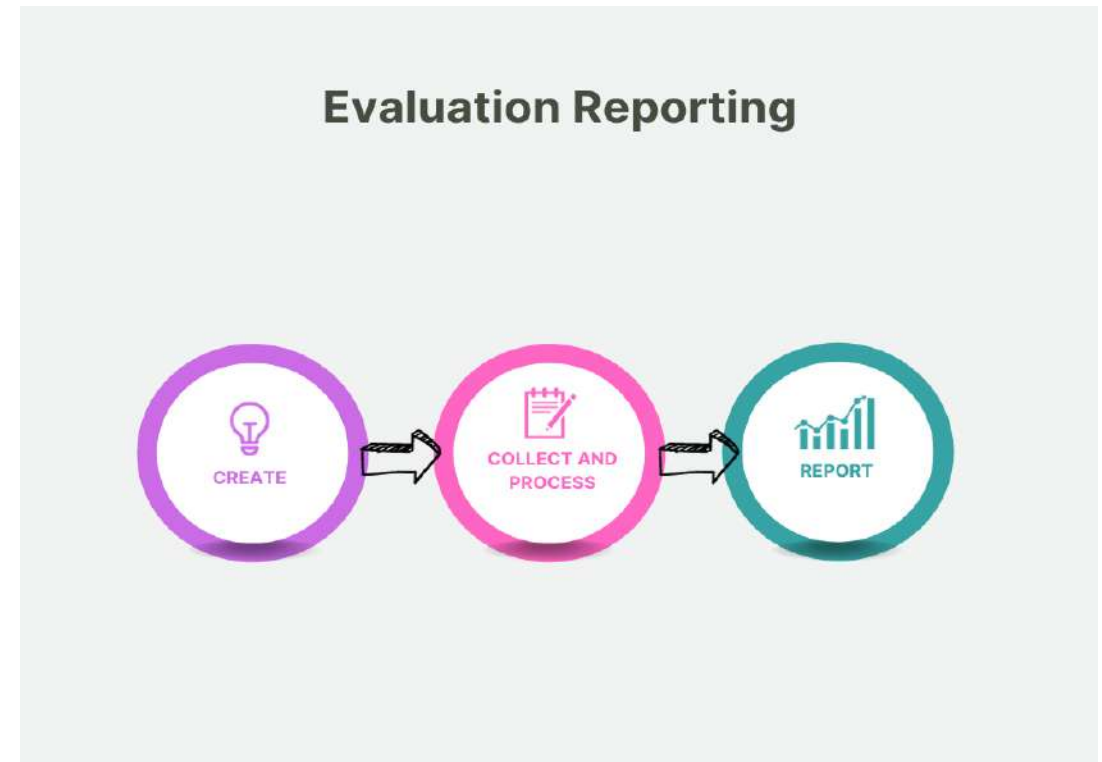 Evaluation Reporting
CREATE
COLLECT AND
PROCESS
REPORT